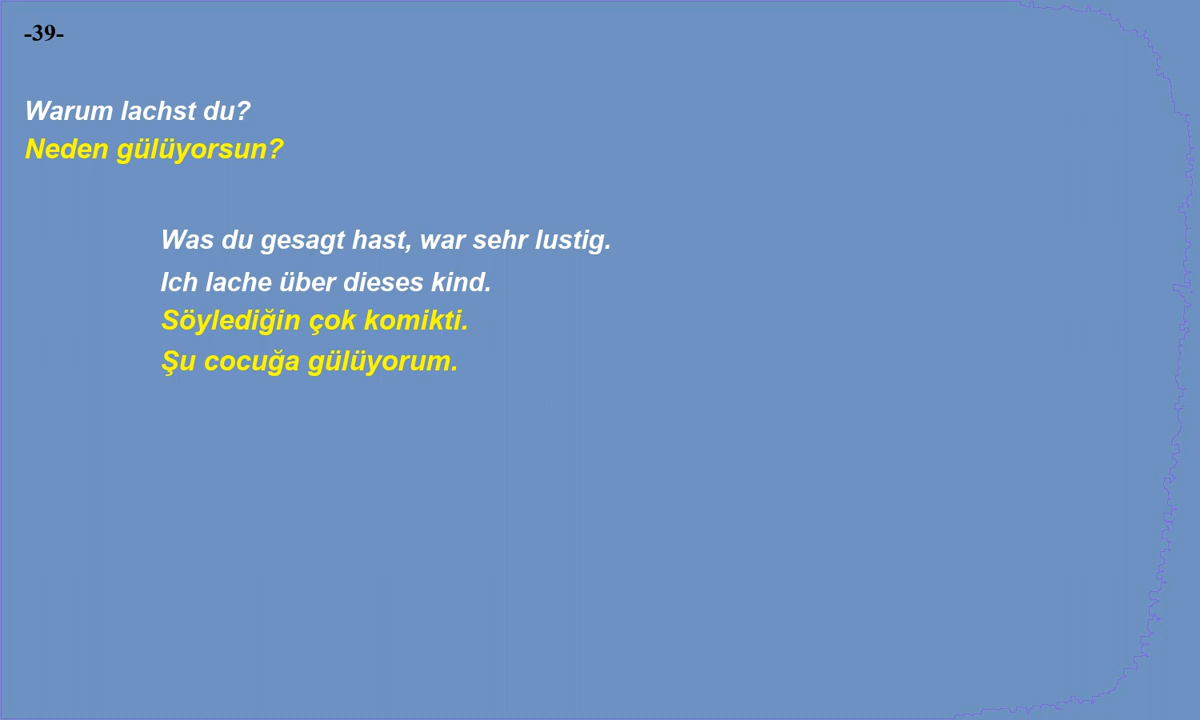 -39-
Warum lachst du?
Neden gülüyorsun?
Was du gesagt hast, war sehr lustig.
Ich lache über dieses kind.
Söylediğin çok komikti.
Şu cocuğa gülüyorum.